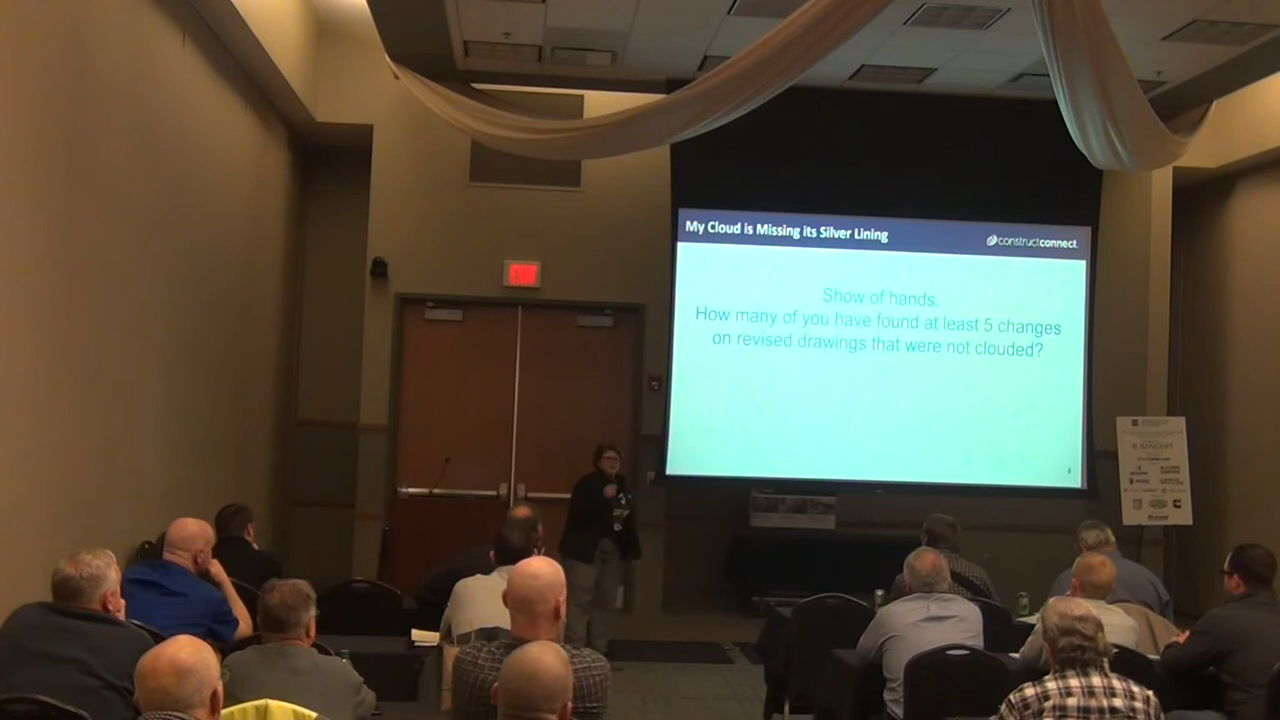 My Cloud is Missing its Silver Lining
constructconnect
Show of hands.
How many of you have found at least 5 changes
on revised drawings that were not clouded?
4
EXIT